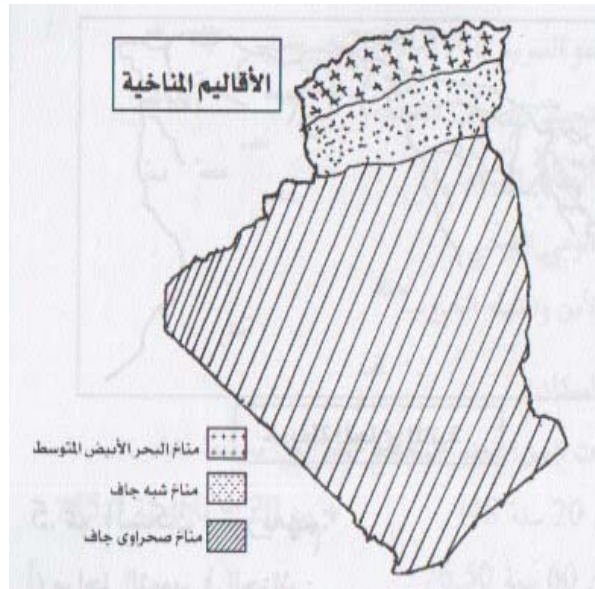 الأقاليم المناخية
مناخ البحر الأبيض المتوسط
مناخ شبه جاف
مناخ صحراوي جاف